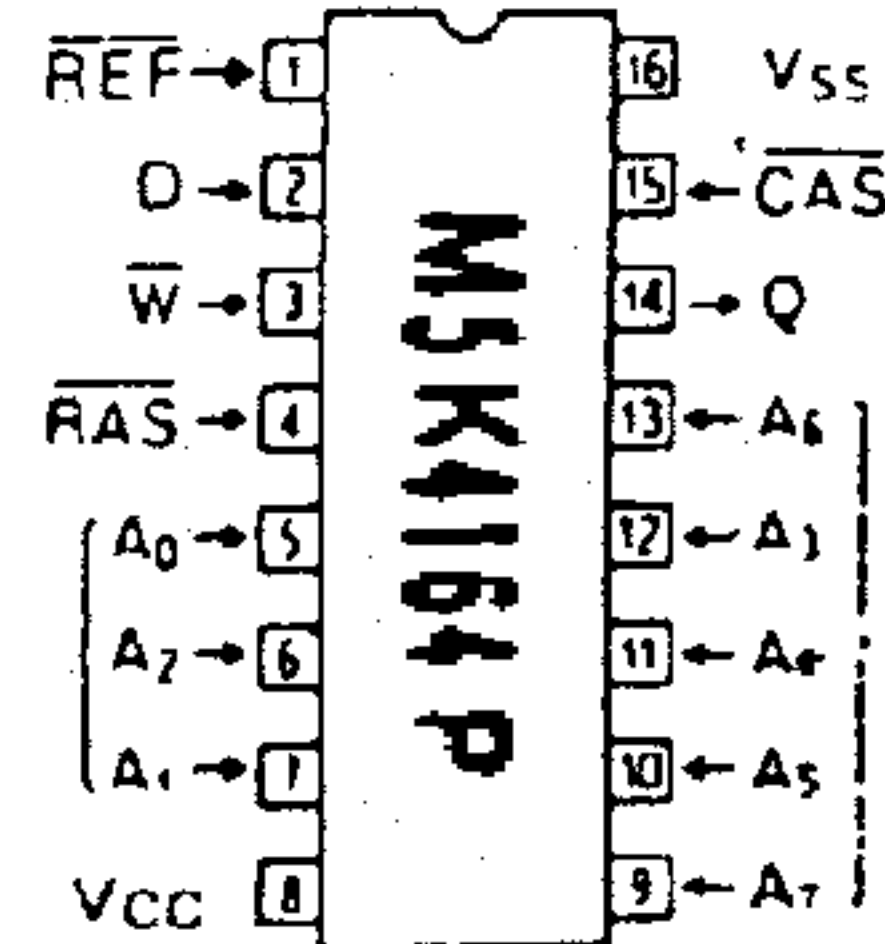 REF 1 16 VSS
D 2 15 CAS
W 3 14 Q
RAS 4 13 A6
A0 5 12 A3
A2 6 11 A4
A1 7 10 A5
VCC 8 9 A7
M5K4164P